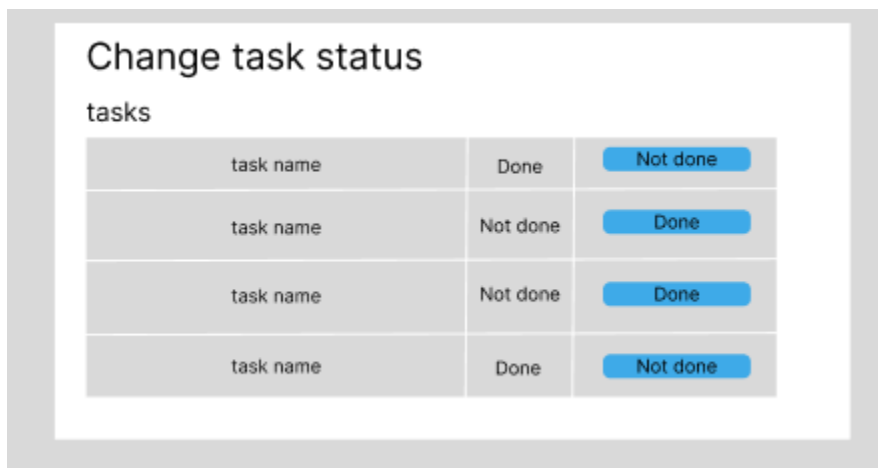 Change task status
tasks
task name Done Not done
task name Not done Done
task name Not done Done
task name Done Not done